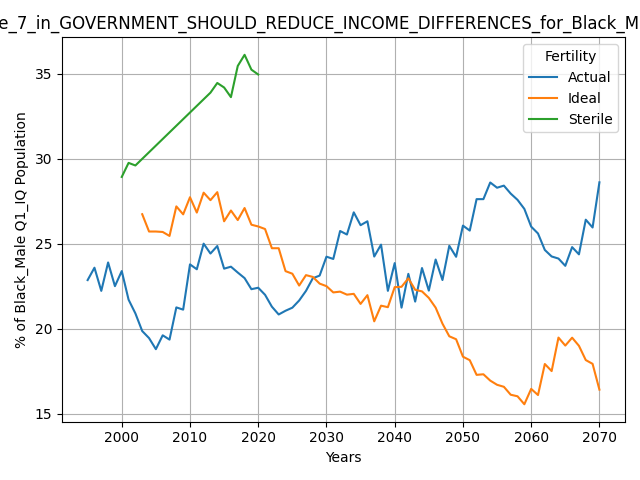 e_7_in_GOVERNMENT_SHOULD_REDUCE_INCOME_DIFFERENCES_for_Black_M
Fertility
Actual
Ideal
Sterile
% of Black_Male Q1_IQ Population
35
30
25
20
15
2000 2010 2020 2030 2040 2050 2060 2070
Years